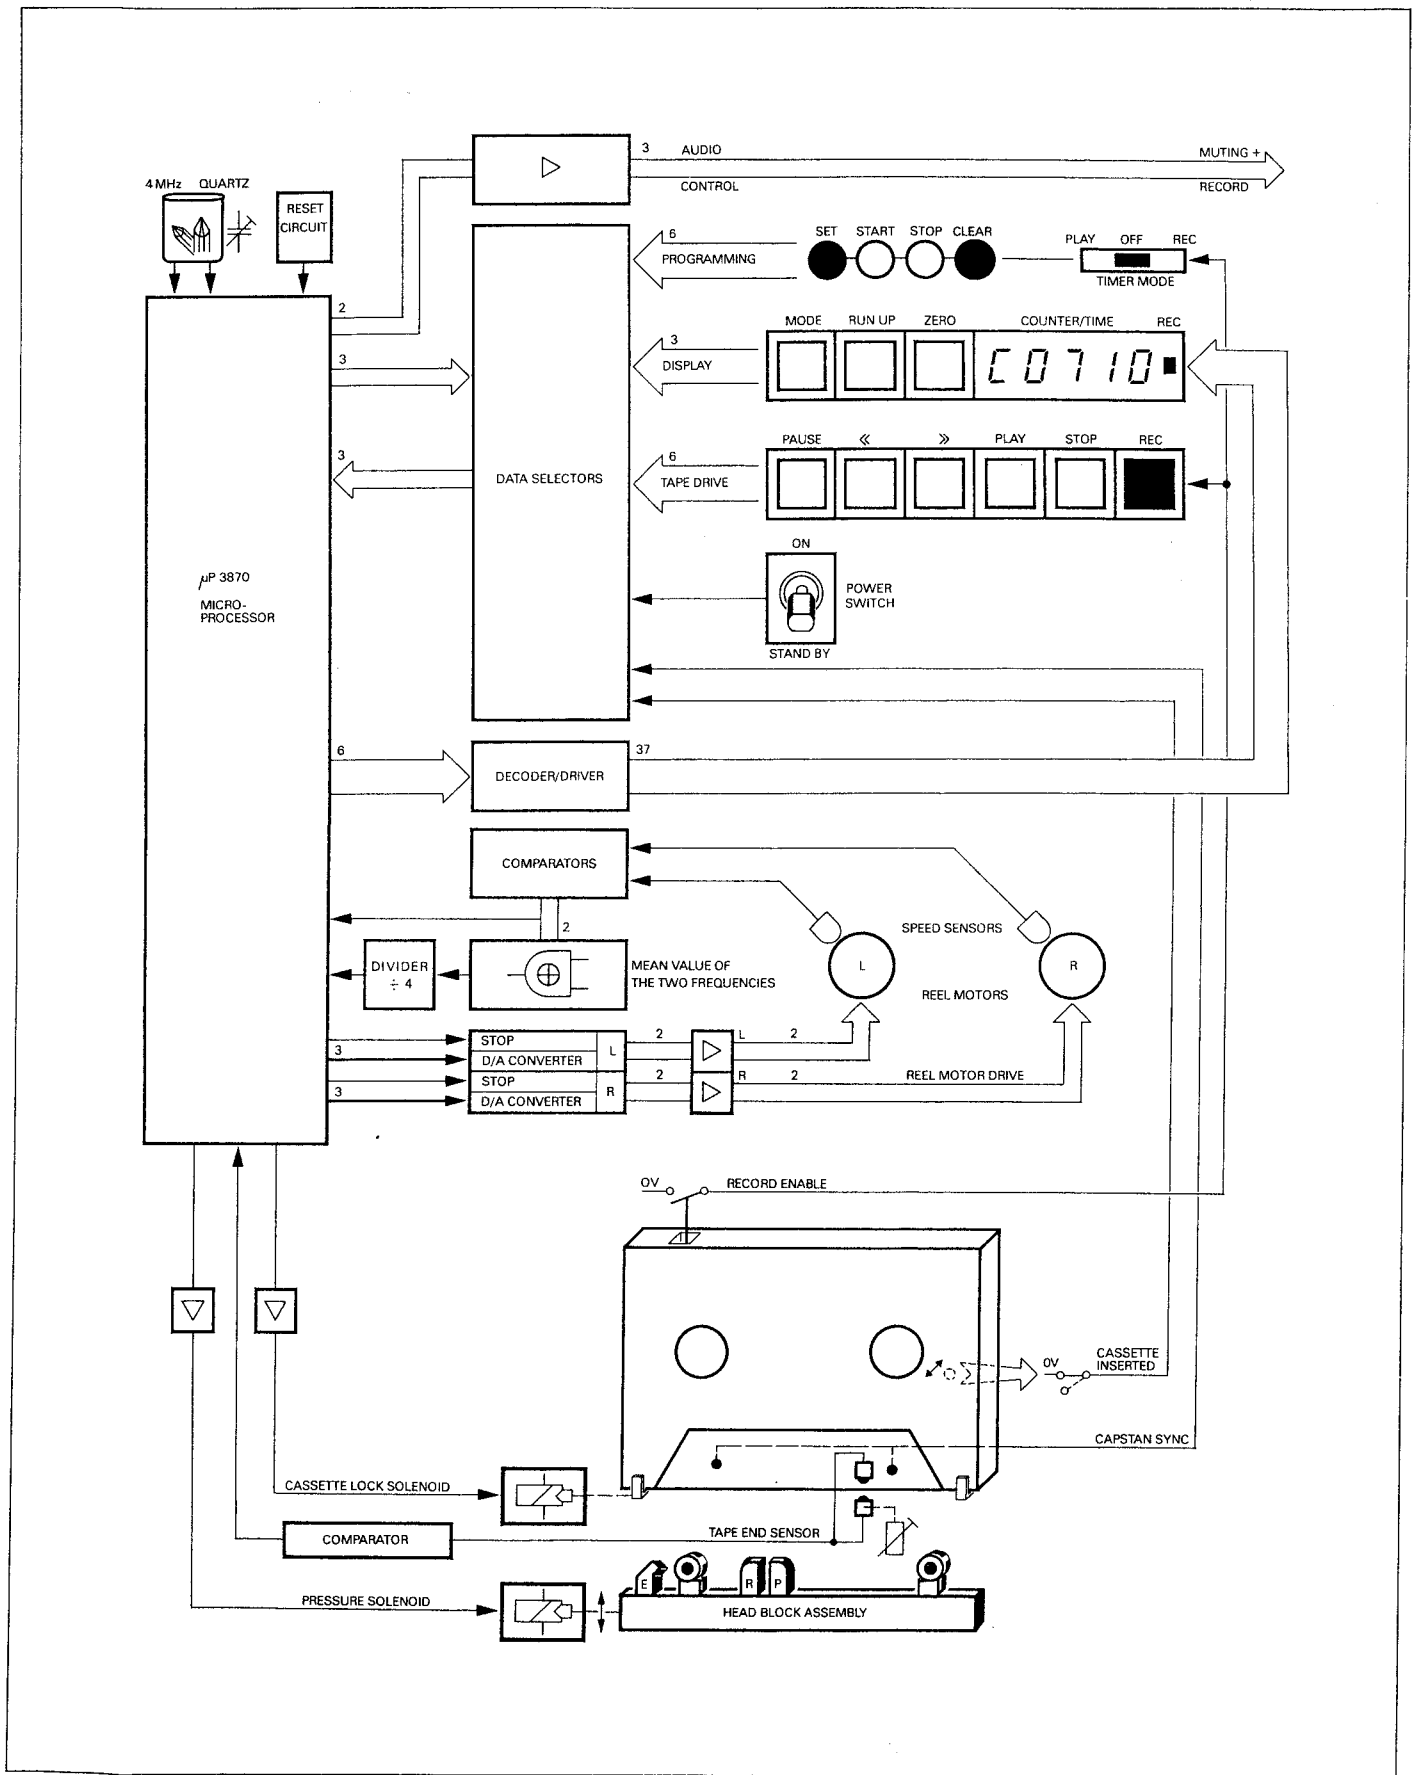 3 AUDIO
MUTING +
CONTROL
RECORD
4 MHz QUARTZ
RESET
CIRCUIT
SET START STOP CLEAR
6
PROGRAMMING
PLAY OFF REC
TIMER MODE
2
MODE RUN UP ZERO COUNTER/TIME REC
3
3
DISPLAY
C0710
PAUSE « » PLAY STOP REC
3
6
TAPE DRIVE
DATA SELECTORS
ON
POWER
SWITCH
STAND BY
µP 3870
MICRO-
PROCESSOR
6
37
DECODER/DRIVER
COMPARATORS
2
SPEED SENSORS
DIVIDER
÷ 4
MEAN VALUE OF
THE TWO FREQUENCIES
L
R
REEL MOTORS
STOP
3
D/A CONVERTER
L
2
L
2
STOP
3
D/A CONVERTER
R
2
R
2
REEL MOTOR DRIVE
0V
RECORD ENABLE
0V
CASSETTE
INSERTED
CAPSTAN SYNC
CASSETTE LOCK SOLENOID
COMPARATOR
TAPE END SENSOR
E
R
P
PRESSURE SOLENOID
HEAD BLOCK ASSEMBLY